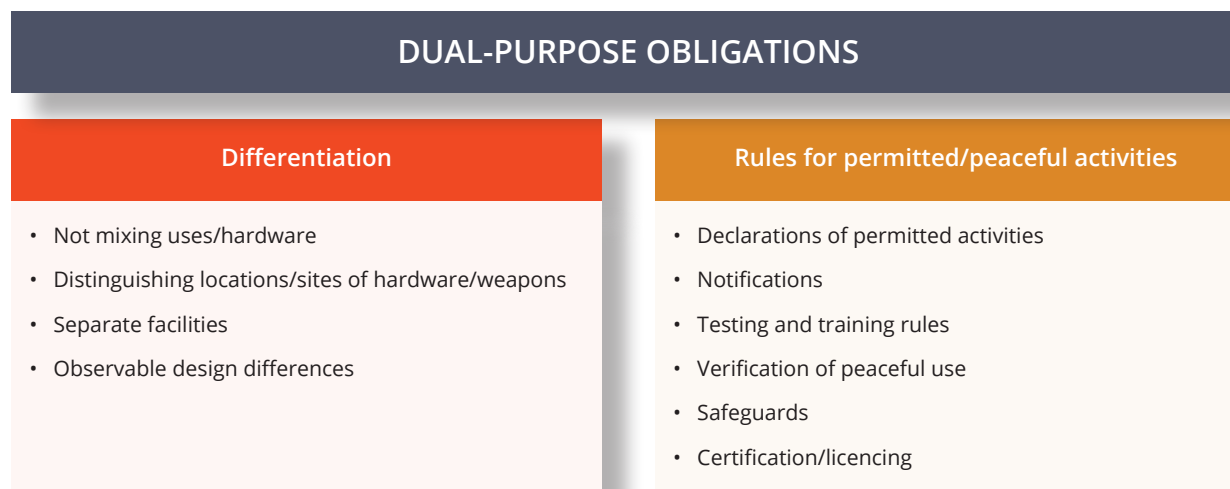 DUAL-PURPOSE OBLIGATIONS
Differentiation
• Not mixing uses/hardware
• Distinguishing locations/sites of hardware/weapons
• Separate facilities
• Observable design differences
Rules for permitted/peaceful activities
• Declarations of permitted activities
• Notifications
• Testing and training rules
• Verification of peaceful use
• Safeguards
• Certification/licencing